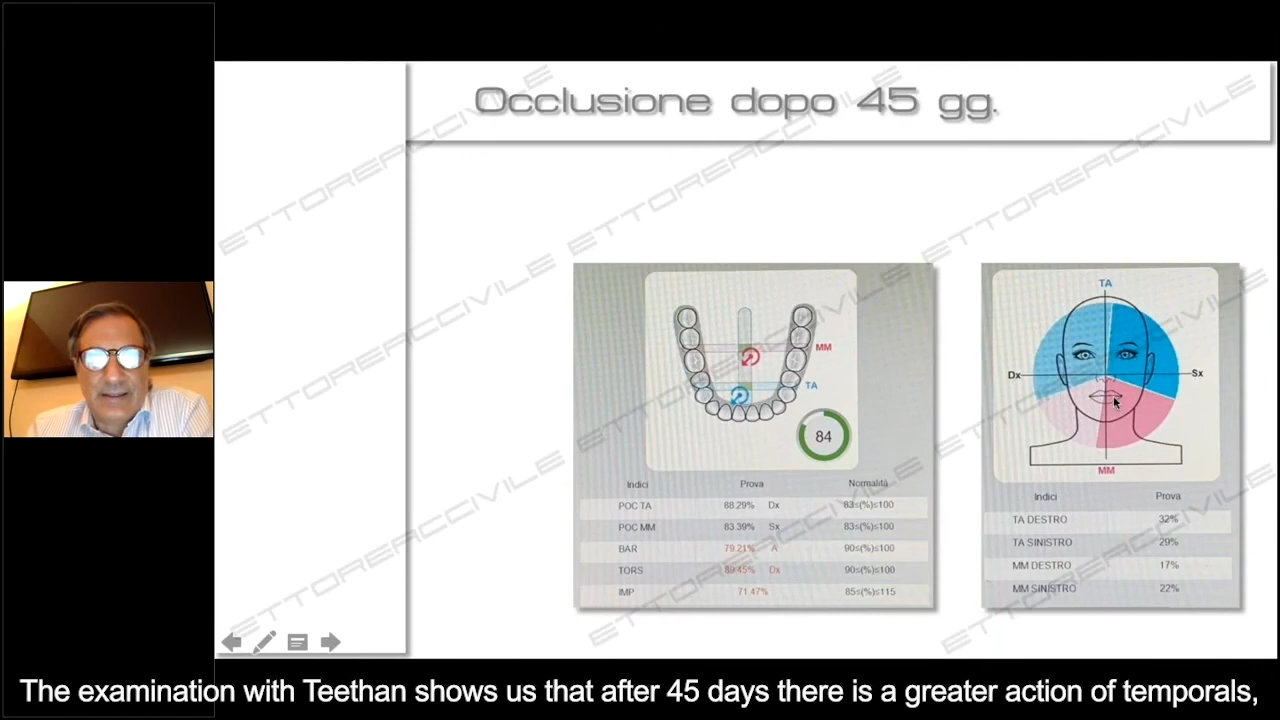 Occlusione dopo 45 gg.
MM
TA
84
Indici Prova Normalità
POC TA 88.29% Dx 83≤(%)≤100
POC MM 83.39% Sx 83≤(%)≤100
BAR 79.21% A 90≤(%)≤100
TORS 89.45% Dx 90≤(%)≤100
IMP 71.47% 85≤(%)≤115
TA
Dx Sx
MM
Indici Prova
TA DESTRO 32%
TA SINISTRO 29%
MM DESTRO 17%
MM SINISTRO 22%
ETTOREACCIVILE
The examination with Teethan shows us that after 45 days there is a greater action of temporals,